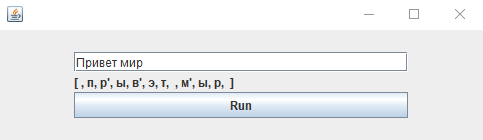 Привет мир
[ , п, р', ы, в', э, т,  , м', ы, р,  ]
Run